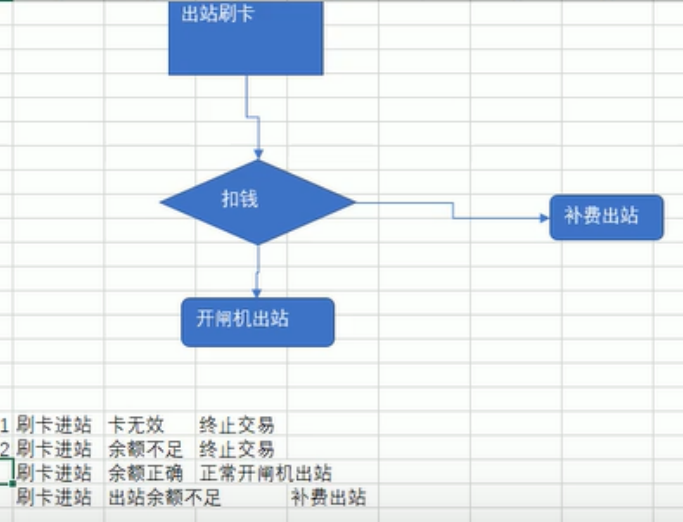 出站刷卡
扣钱
补费出站
开闸机出站
1 刷卡进站 卡无效 终止交易
2 刷卡进站 余额不足 终止交易
刷卡进站 余额正确 正常开闸机出站
刷卡进站 出站余额不足 补费出站